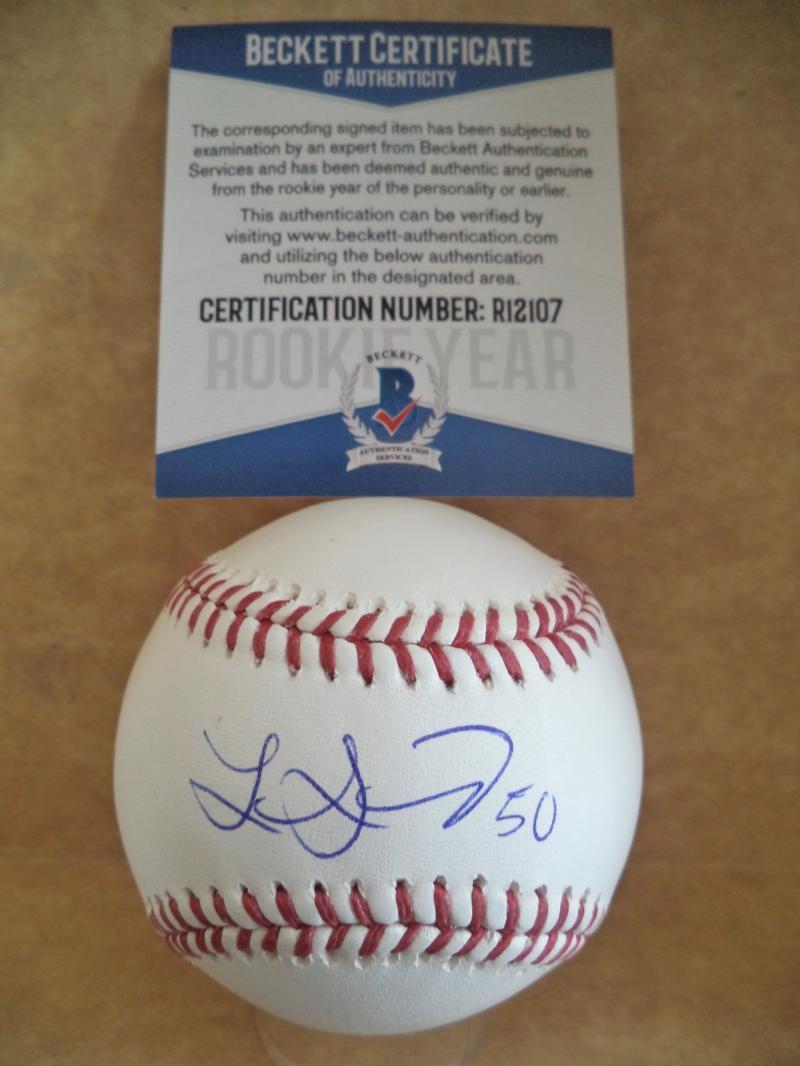 BECKETT CERTIFICATE
OF AUTHENTICITY
The corresponding signed item has been subjected to
examination by an expert from Beckett Authentication
Services and has been deemed authentic and genuine
from the rookie year of the personality or earlier.
This authentication can be verified by
visiting www.beckett-authentication.com
and utilizing the below authentication
number in the designated area.
CERTIFICATION NUMBER: R12107
ROOKIE YEAR
BECKETT
B
AUTHENTICATION
SERVICES
50